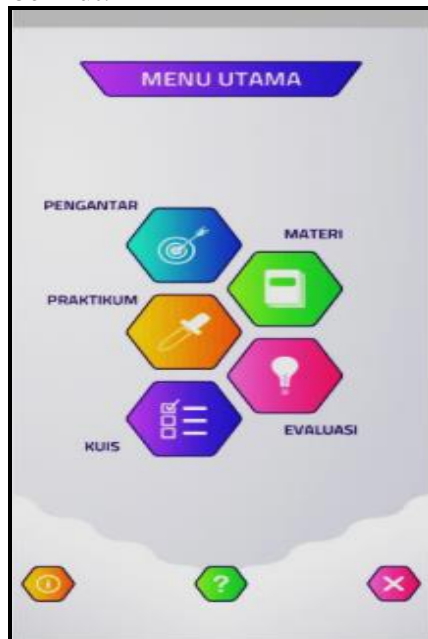 MENU UTAMA
PENGANTAR
MATERI
PRAKTIKUM
EVALUASI
KUIS
?